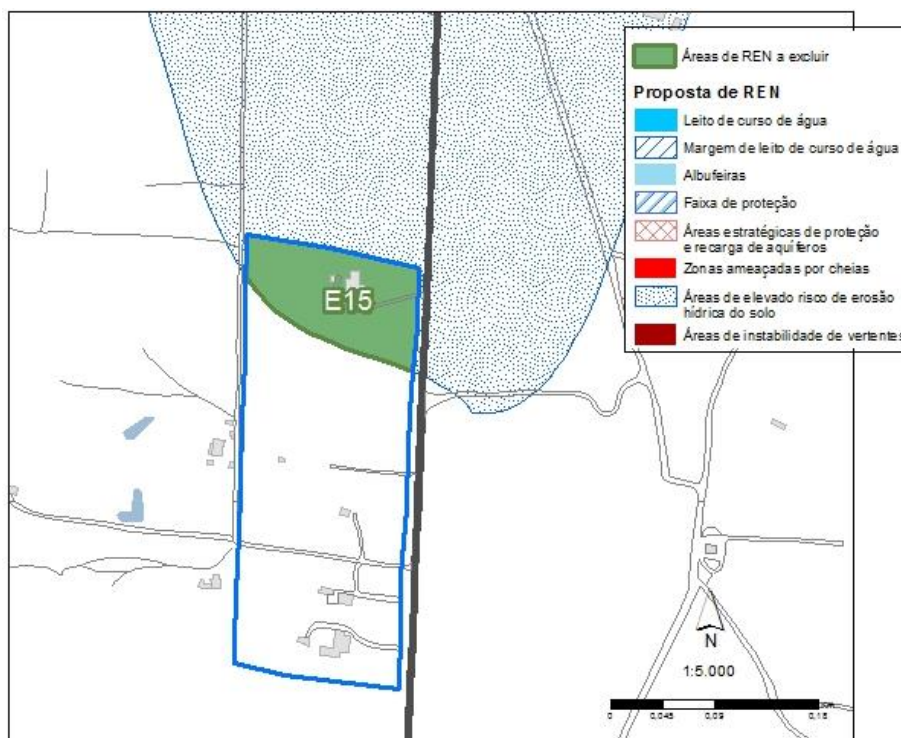 Áreas de REN a excluir
Proposta de REN
Leito de curso de água
Margem de leito de curso de água
Albufeiras
Faixa de proteção
Áreas estratégicas de proteção
e recarga de aquíferos
Zonas ameaçadas por cheias
Áreas de elevado risco de erosão
hídrica do solo
Áreas de instabilidade de vertentes
E15
N
1:5.000
0 0,045 0,09 0,18